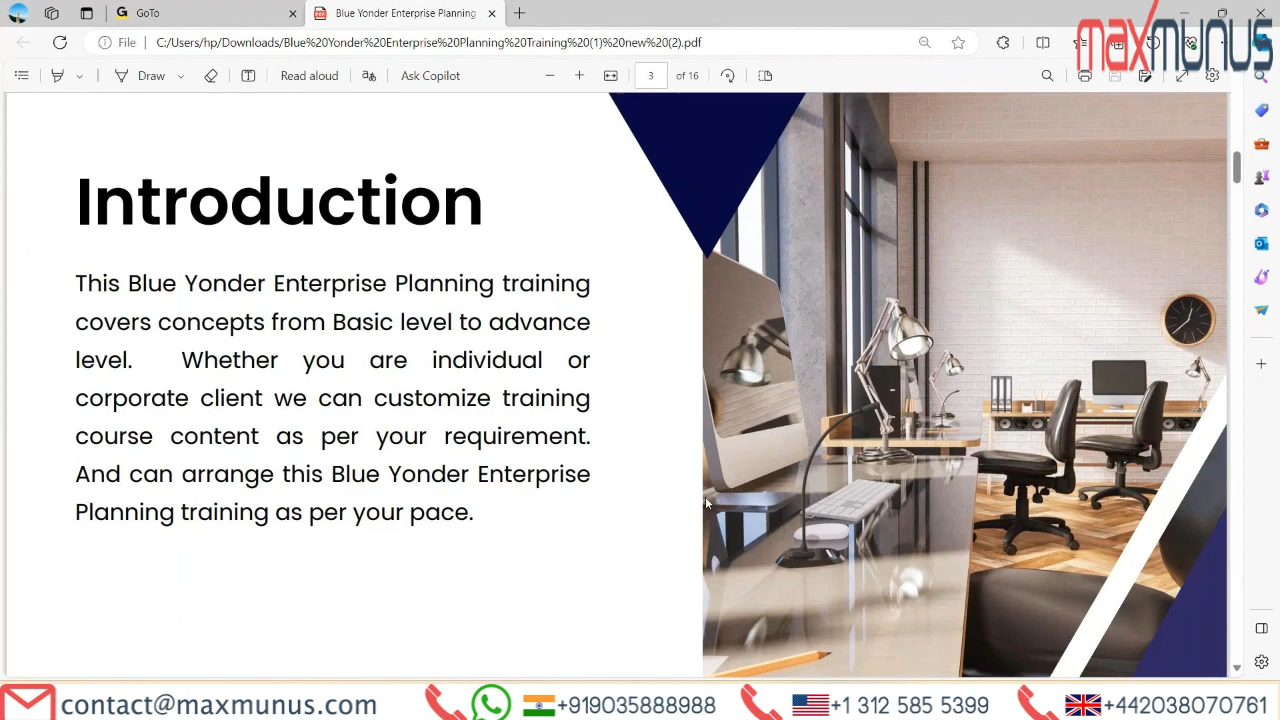 GoTo
Blue Yonder Enterprise Planning
File
C:/Users/hp/Downloads/Blue%20Yonder%20Enterprise%20Planning%20Training%20(1)%20new%20(2).pdf
maxmunus
Draw
Read aloud
Ask Copilot
3 of 16
Introduction
This Blue Yonder Enterprise Planning training
covers concepts from Basic level to advance
level. Whether you are individual or
corporate client we can customize training
course content as per your requirement.
And can arrange this Blue Yonder Enterprise
Planning training as per your pace.
contact@maxmunus.com
+919035888988
+1 312 585 5399
+442038070761